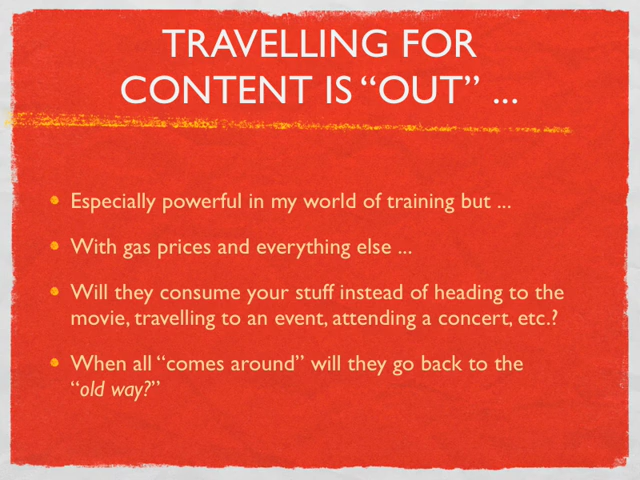 TRAVELLING FOR
CONTENT IS “OUT” ...
• Especially powerful in my world of training but ...
• With gas prices and everything else ...
• Will they consume your stuff instead of heading to the
movie, travelling to an event, attending a concert, etc.?
• When all “comes around” will they go back to the
“old way?”